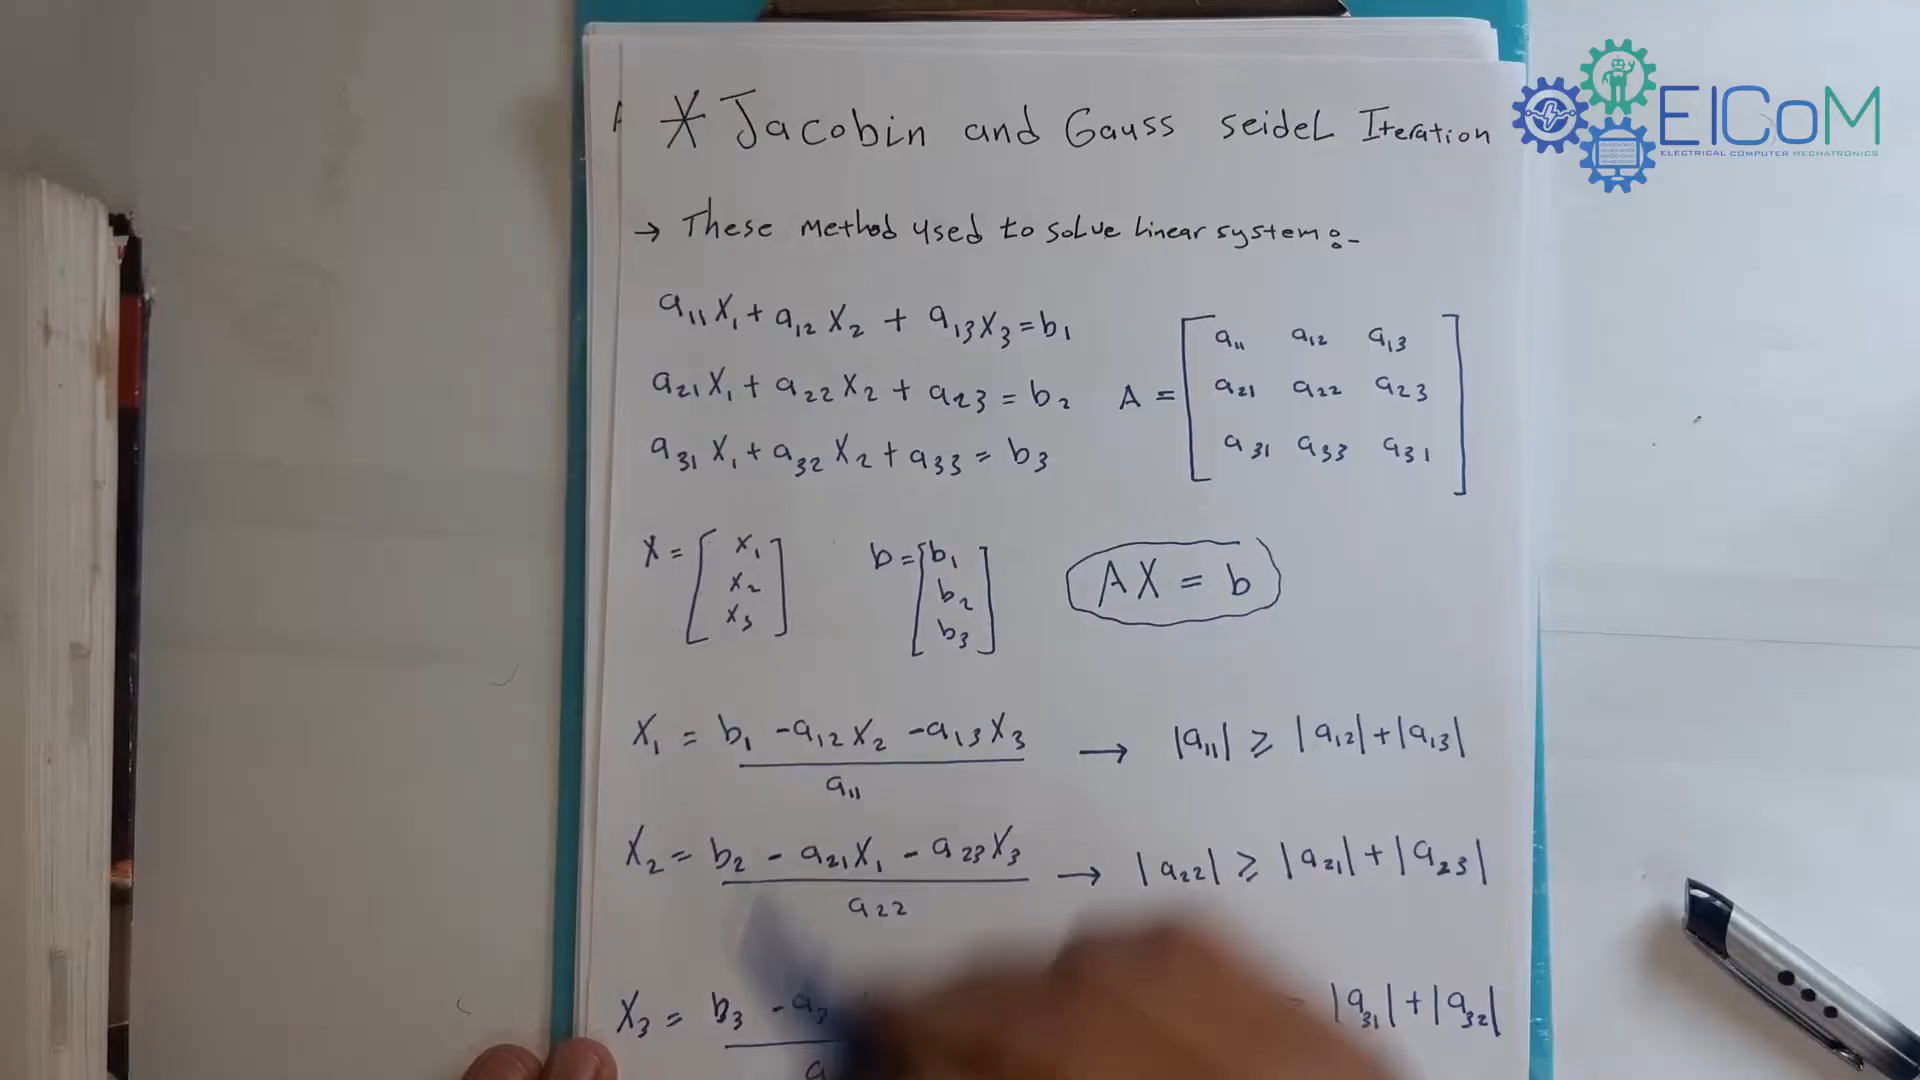 * Jacobin and Gauss seidel Iteration
EICoM
ELECTRICAL COMPUTER MECHATRONICS
→ These method used to solve linear system:-
a11 X1 + a12 X2 + a13 X3 = b1
a21 X1 + a22 X2 + a23 = b2
a31 X1 + a32 X2 + a33 = b3
A = [ a11 a12 a13
a21 a22 a23
a31 a33 a31 ]
X = [ x1
x2
x3 ]
b = [ b1
b2
b3 ]
AX = b
X1 = b1 - a12 X2 - a13 X3 → |a11| ≥ |a12| + |a13|
a11
X2 = b2 - a21 X1 - a23 X3 → |a22| ≥ |a21| + |a23|
a22
X3 = b3 - a3 |a31| + |a32|
a